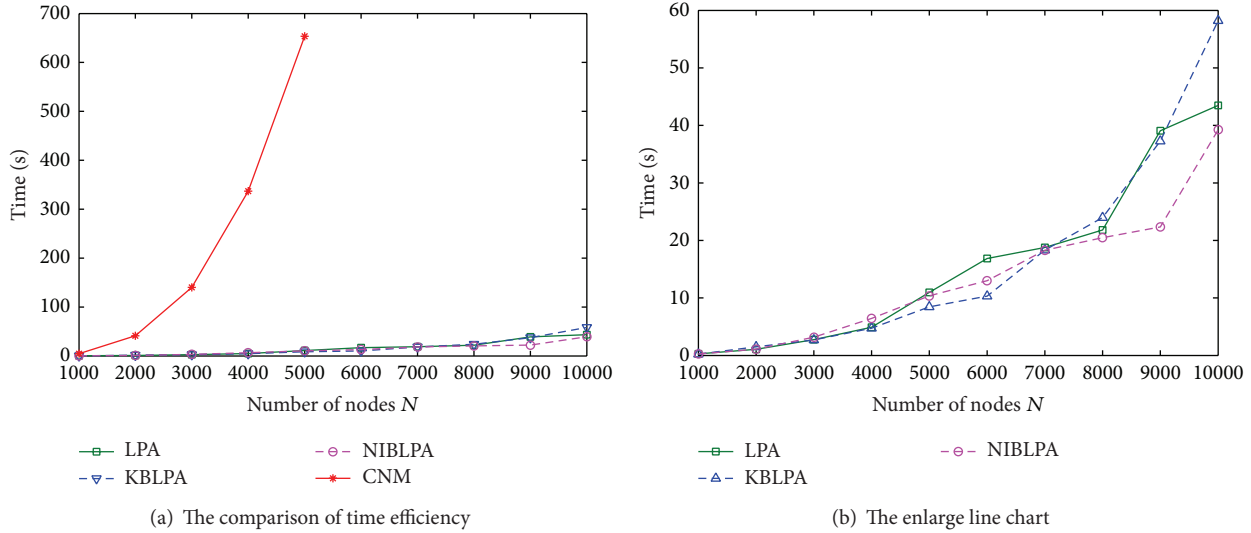 700
600
500
400
300
200
100
0
Time (s)
1000 2000 3000 4000 5000 6000 7000 8000 9000 10000
Number of nodes N
LPA
KBLPA
NIBLPA
CNM
(a) The comparison of time efficiency
60
50
40
30
20
10
0
Time (s)
1000 2000 3000 4000 5000 6000 7000 8000 9000 10000
Number of nodes N
LPA
KBLPA
NIBLPA
(b) The enlarge line chart